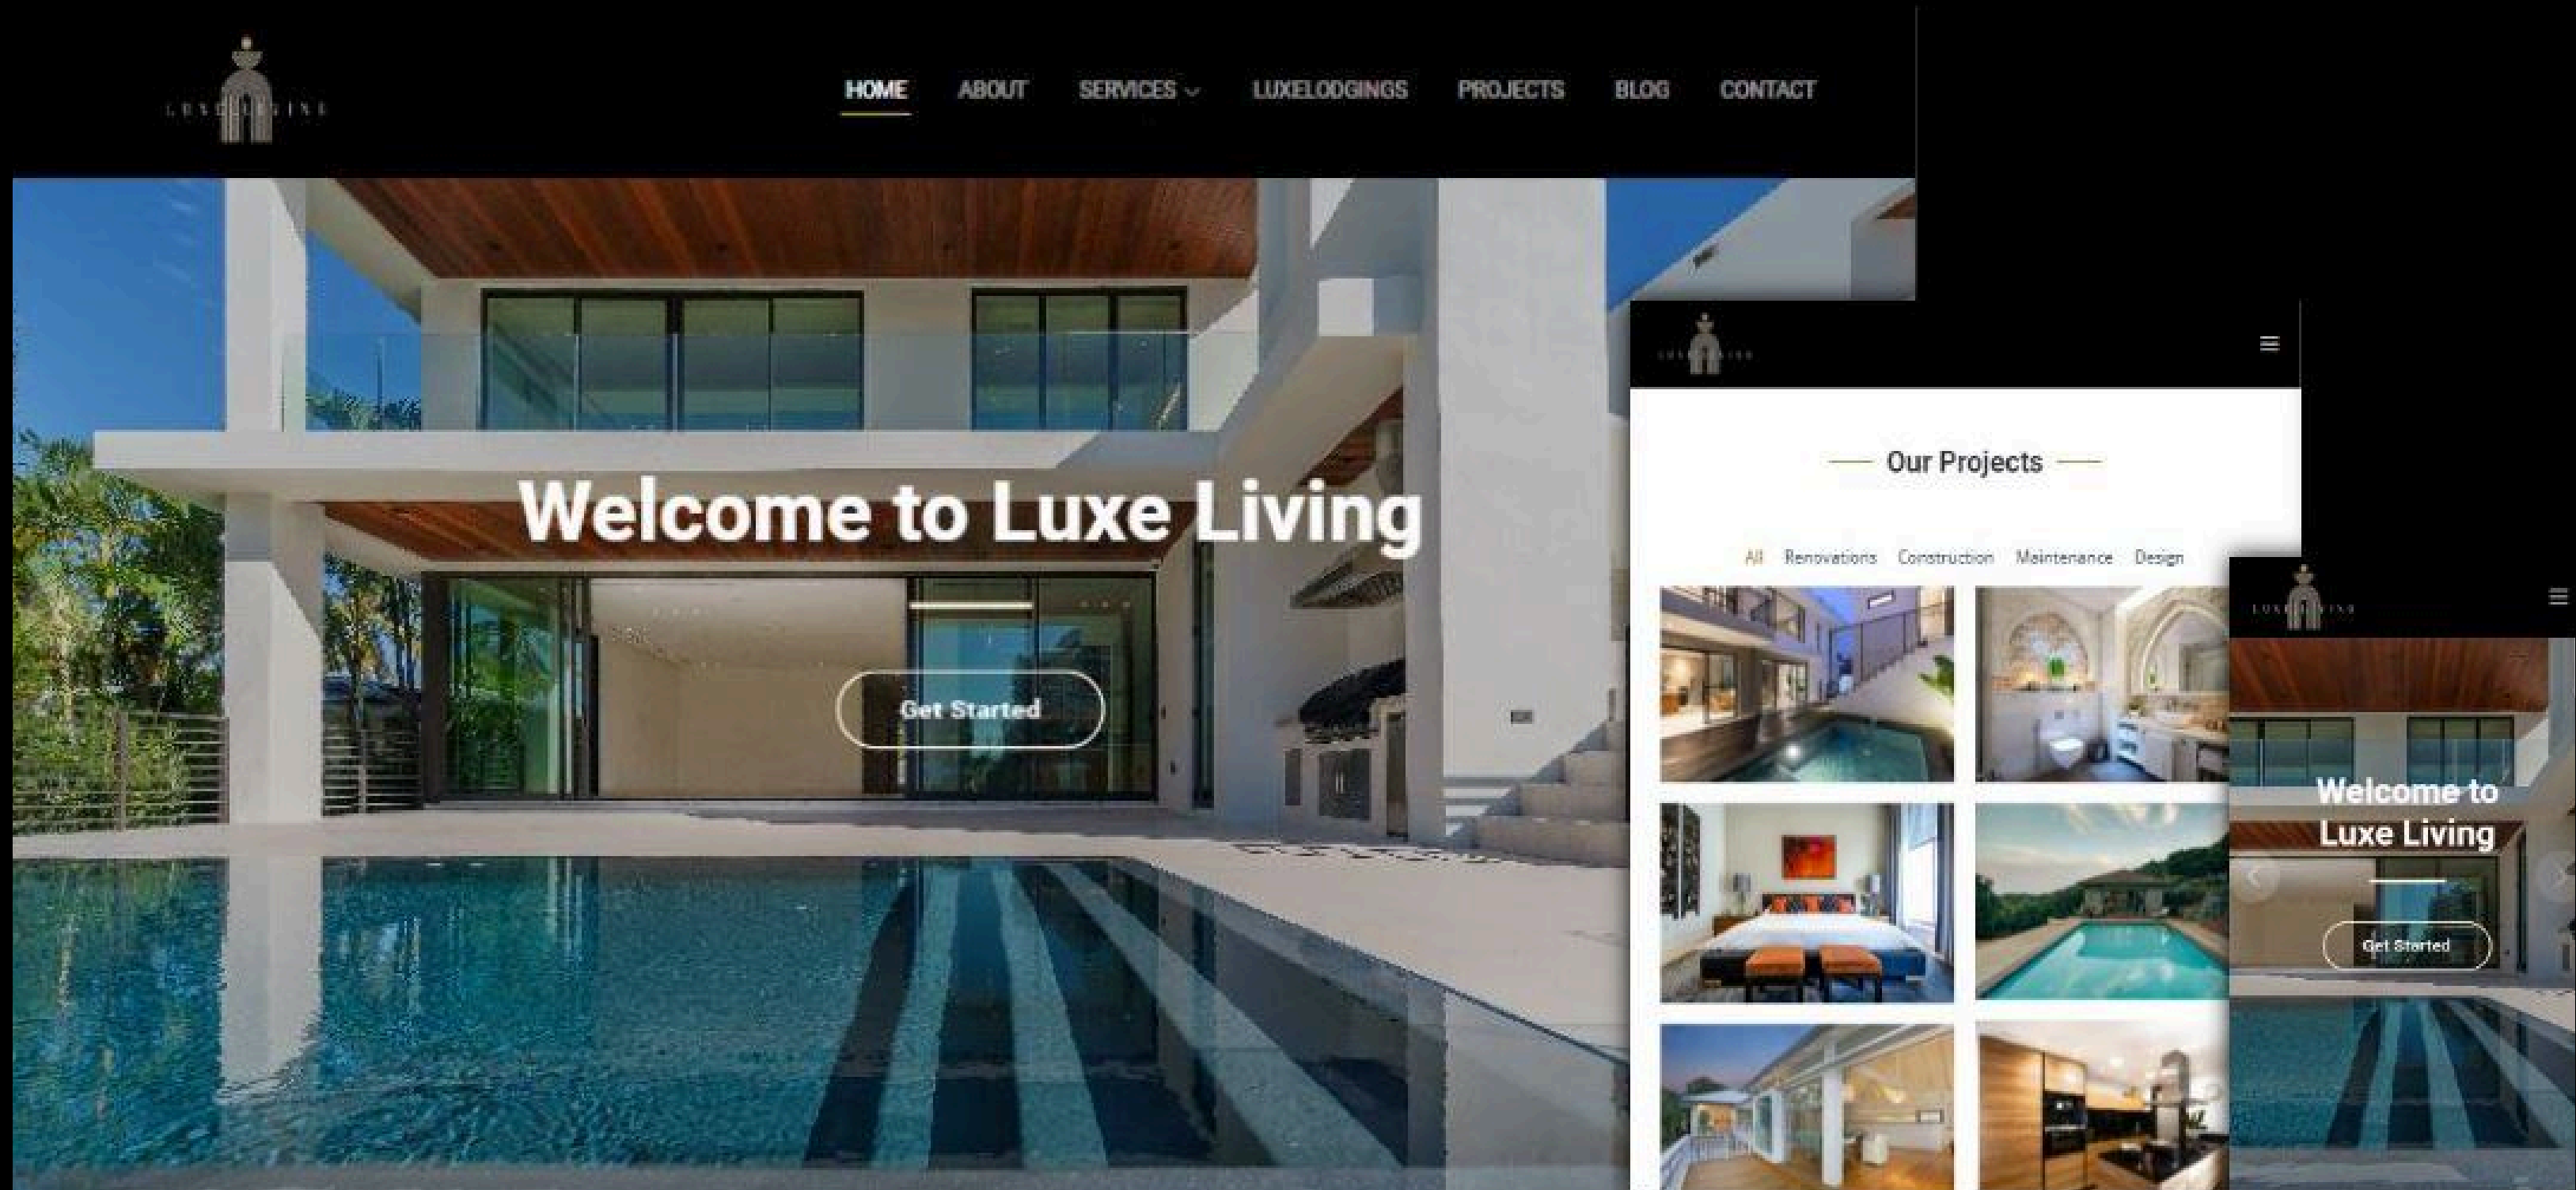 HOME ABOUT SERVICES LUXELODGINGS PROJECTS BLOG CONTACT
Welcome to Luxe Living
Get Started
Our Projects
All Renovations Construction Maintenance Design
Welcome to
Luxe Living
Get Started